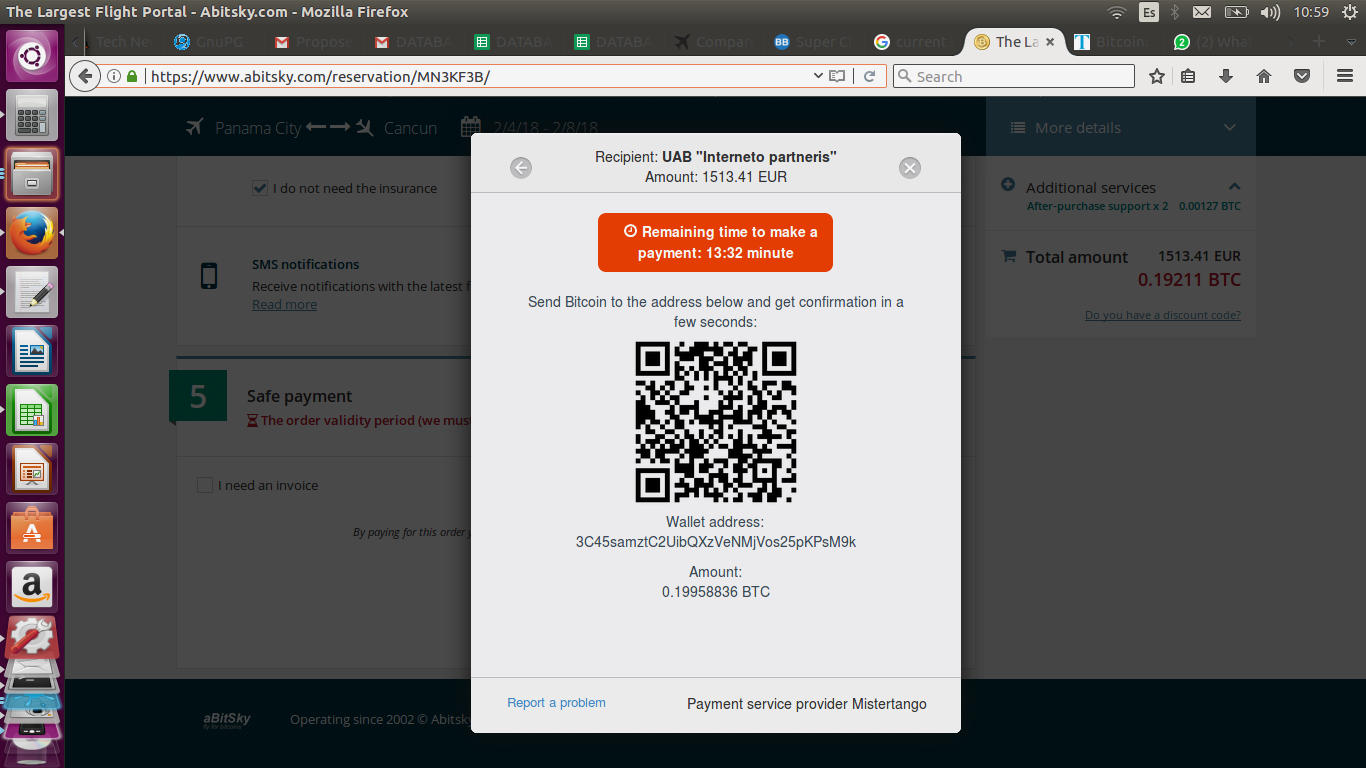 The Largest Flight Portal - Abitsky.com - Mozilla Firefox
Es
10:59
Tech Ne
GnuPG
Propose
DATABA
DATABA
DATABA
Compa
BB
Super C
current
The La
Bitcoin
2
(2) Wha
https://www.abitsky.com/reservation/MN3KF3B/
Search
Panama City
Cancun
2/4/18 - 2/8/18
More details
I do not need the insurance
SMS notifications
Receive notifications with the latest f
Read more
5
Safe payment
The order validity period (we must
I need an invoice
By paying for this order y
Recipient: UAB "Interneto partneris"
Amount: 1513.41 EUR
Remaining time to make a
payment: 13:32 minute
Send Bitcoin to the address below and get confirmation in a
few seconds:
Wallet address:
3C45samztC2UibQXzVeNMjVos25pKPsM9k
Amount:
0.19958836 BTC
Report a problem
Payment service provider Mistertango
Additional services
After-purchase support x 2 0.00127 BTC
Total amount 1513.41 EUR
0.19211 BTC
Do you have a discount code?
aBitSky
Operating since 2002 © Abitsky